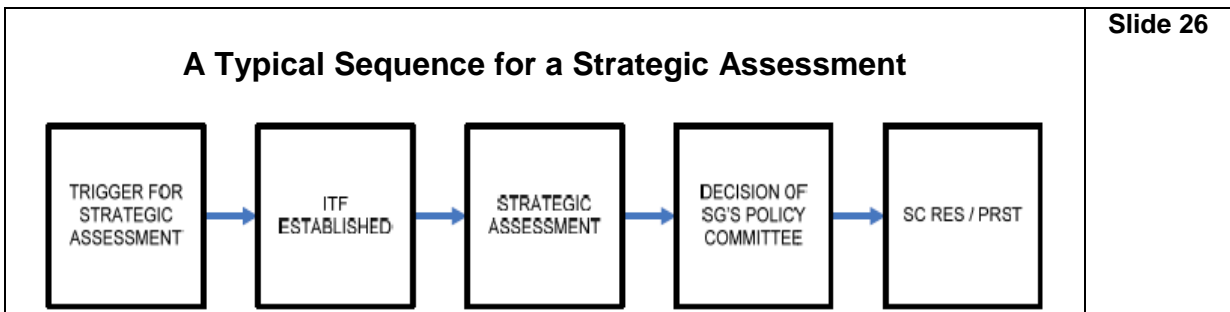 Slide 26
A Typical Sequence for a Strategic Assessment
TRIGGER FOR
STRATEGIC
ASSESSMENT
ITF
ESTABLISHED
STRATEGIC
ASSESSMENT
DECISION OF
SG'S POLICY
COMMITTEE
SC RES / PRST